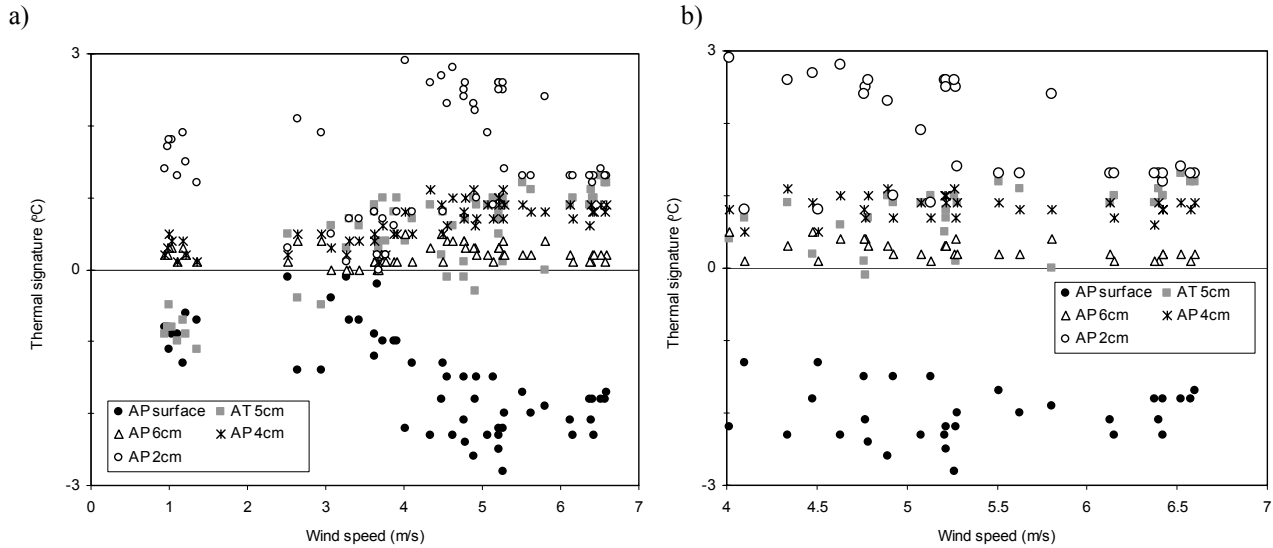 a)
3
0
-3
Thermal signature (ºC)
0 1 2 3 4 5 6 7
Wind speed (m/s)
AP surface AT 5cm
AP 6cm AP 4cm
AP 2cm
b)
3
0
-3
Thermal signature (ºC)
4 4.5 5 5.5 6 6.5 7
Wind speed (m/s)
AP surface AT 5cm
AP 6cm AP 4cm
AP 2cm